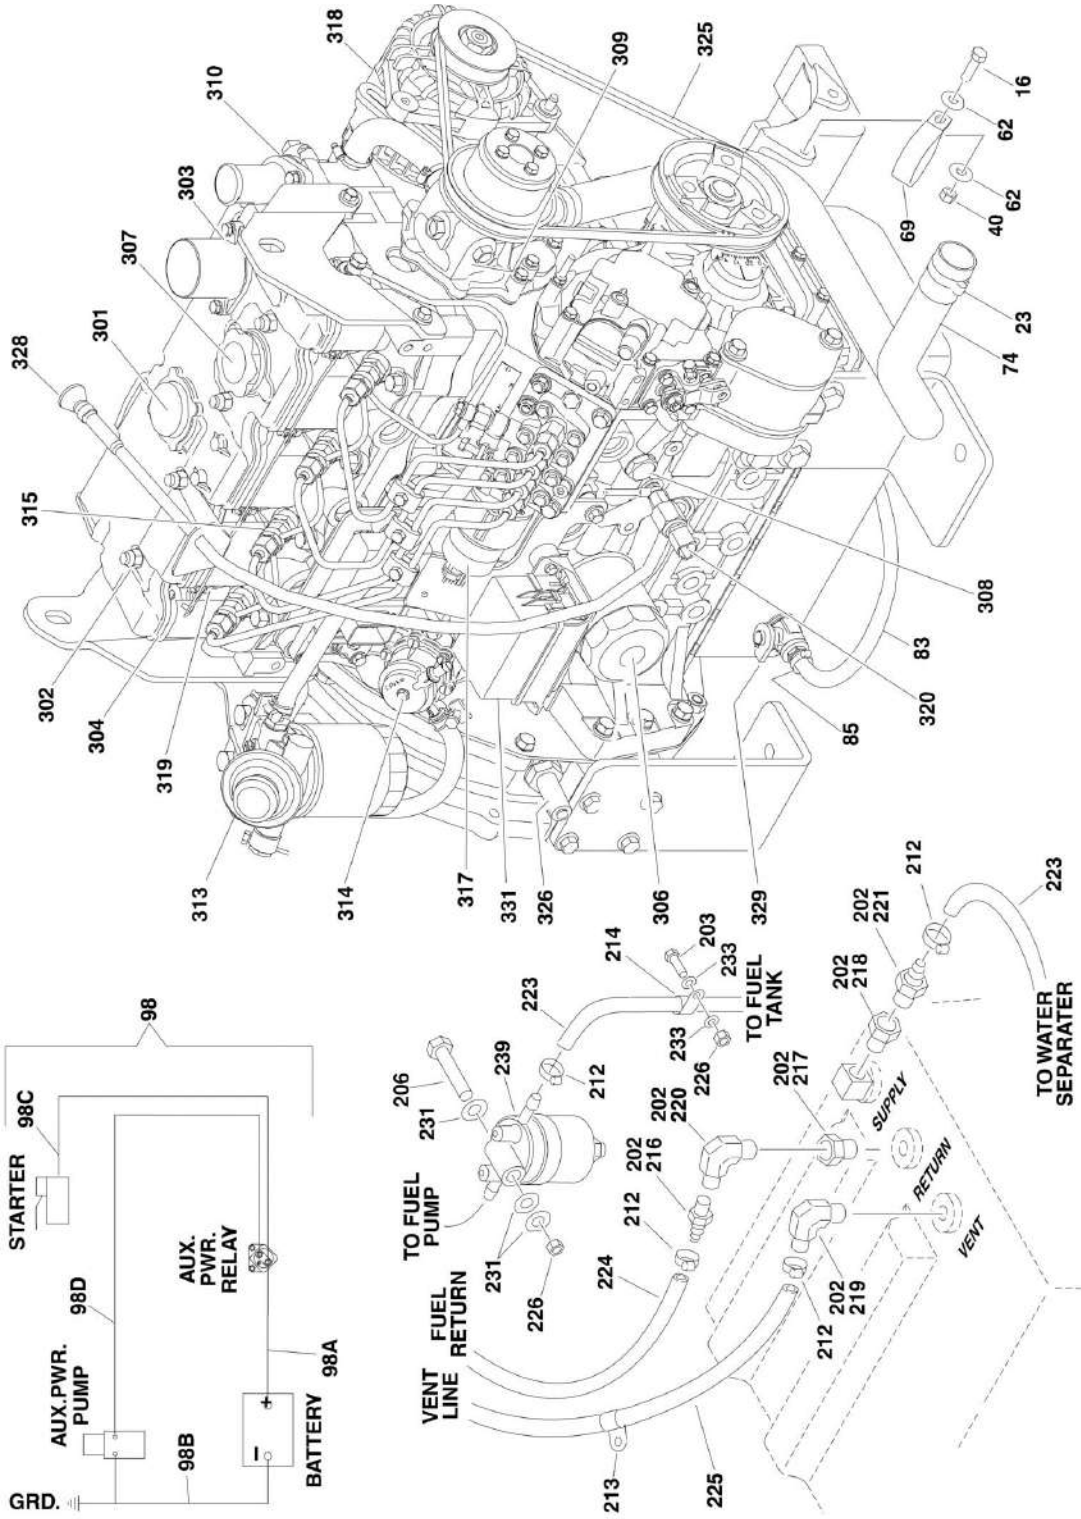 318
310
303
307
301
328
309
325
16
62
62
40
69
23
74
315
302
304
319
313
314
317
331
326
306
329
308
83
320
85
98
98C
STARTER
98D
AUX.
PWR.
RELAY
AUX.PWR.
PUMP
98A
98B
BATTERY
+
−
GRD.
206
231
239
223
212
214
203
233
233
226
TO FUEL
TANK
TO FUEL
PUMP
231
226
FUEL
RETURN
VENT
LINE
224
212
202
216
202
220
202
217
202
218
202
221
212
223
TO WATER
SEPARATER
SUPPLY
RETURN
VENT
202
219
212
213
225